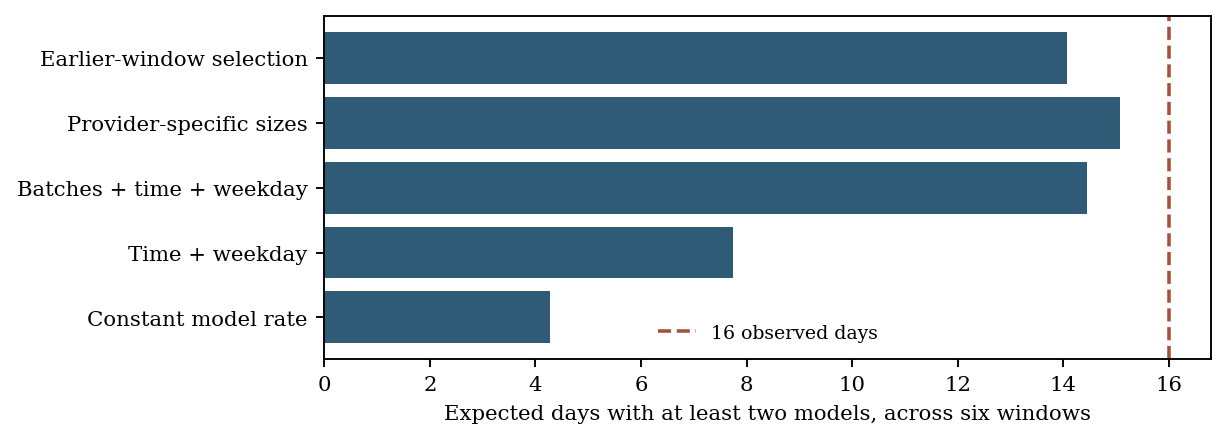 Earlier-window selection
Provider-specific sizes
Batches + time + weekday
Time + weekday
Constant model rate
16 observed days
0 2 4 6 8 10 12 14 16
Expected days with at least two models, across six windows